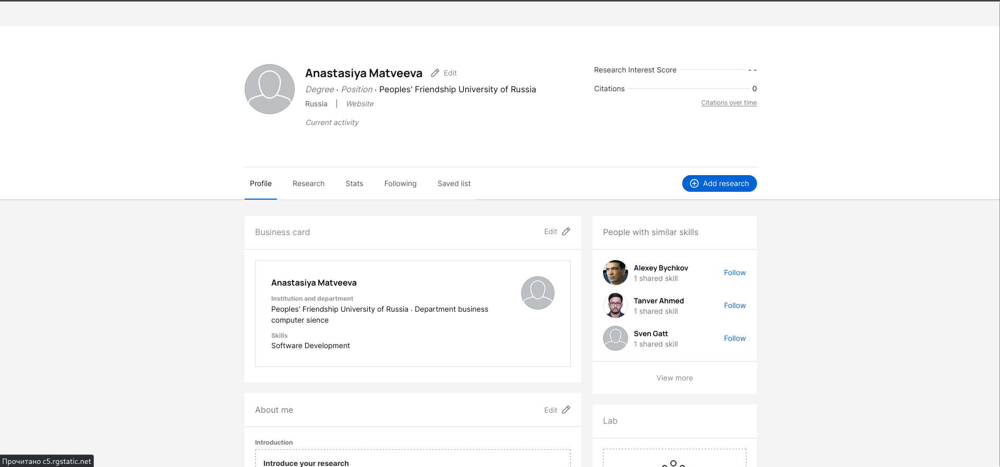 Anastasiya Matveeva Edit
Degree · Position · Peoples' Friendship University of Russia
Russia | Website
Current activity
Research Interest Score - -
Citations 0
Citations over time
Profile Research Stats Following Saved list Add research
Business card Edit
Anastasiya Matveeva
Institution and department
Peoples' Friendship University of Russia · Department business
computer sience
Skills
Software Development
About me Edit
Introduction
Introduce your research
People with similar skills
Alexey Bychkov
1 shared skill
Follow
Tanver Ahmed
1 shared skill
Follow
Sven Gatt
1 shared skill
Follow
View more
Lab
Прочитано c5.rgstatic.net